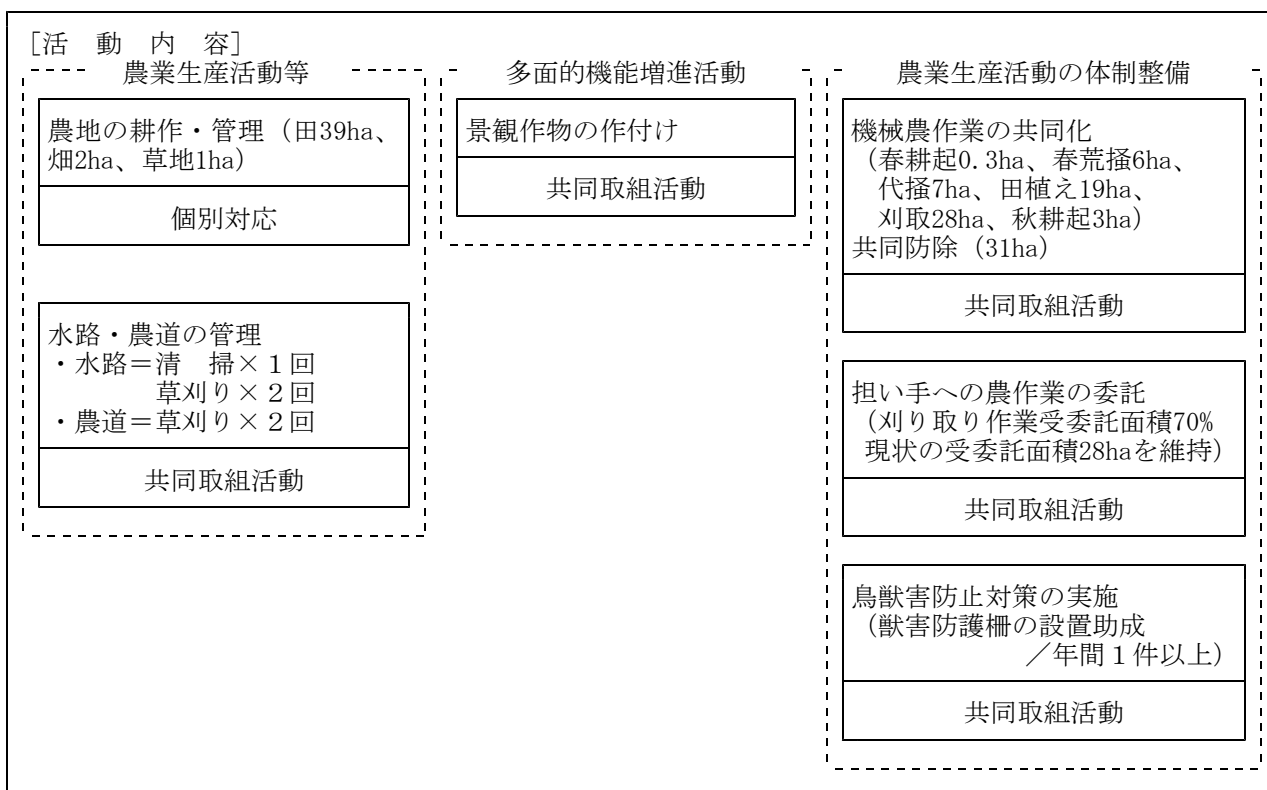 ［活　動　内　容］
農業生産活動等
農地の耕作・管理（田39ha、
畑2ha、草地1ha）
個別対応
水路・農道の管理
・水路＝清　掃×１回
草刈り×２回
・農道＝草刈り×２回
共同取組活動
多面的機能増進活動
景観作物の作付け
共同取組活動
農業生産活動の体制整備
機械農作業の共同化
（春耕起0.3ha、春荒掻6ha、
代掻7ha、田植え19ha、
刈取28ha、秋耕起3ha）
共同防除（31ha）
共同取組活動
担い手への農作業の委託
（刈り取り作業受委託面積70%
現状の受委託面積28haを維持）
共同取組活動
鳥獣害防止対策の実施
（獣害防護柵の設置助成
／年間１件以上）
共同取組活動